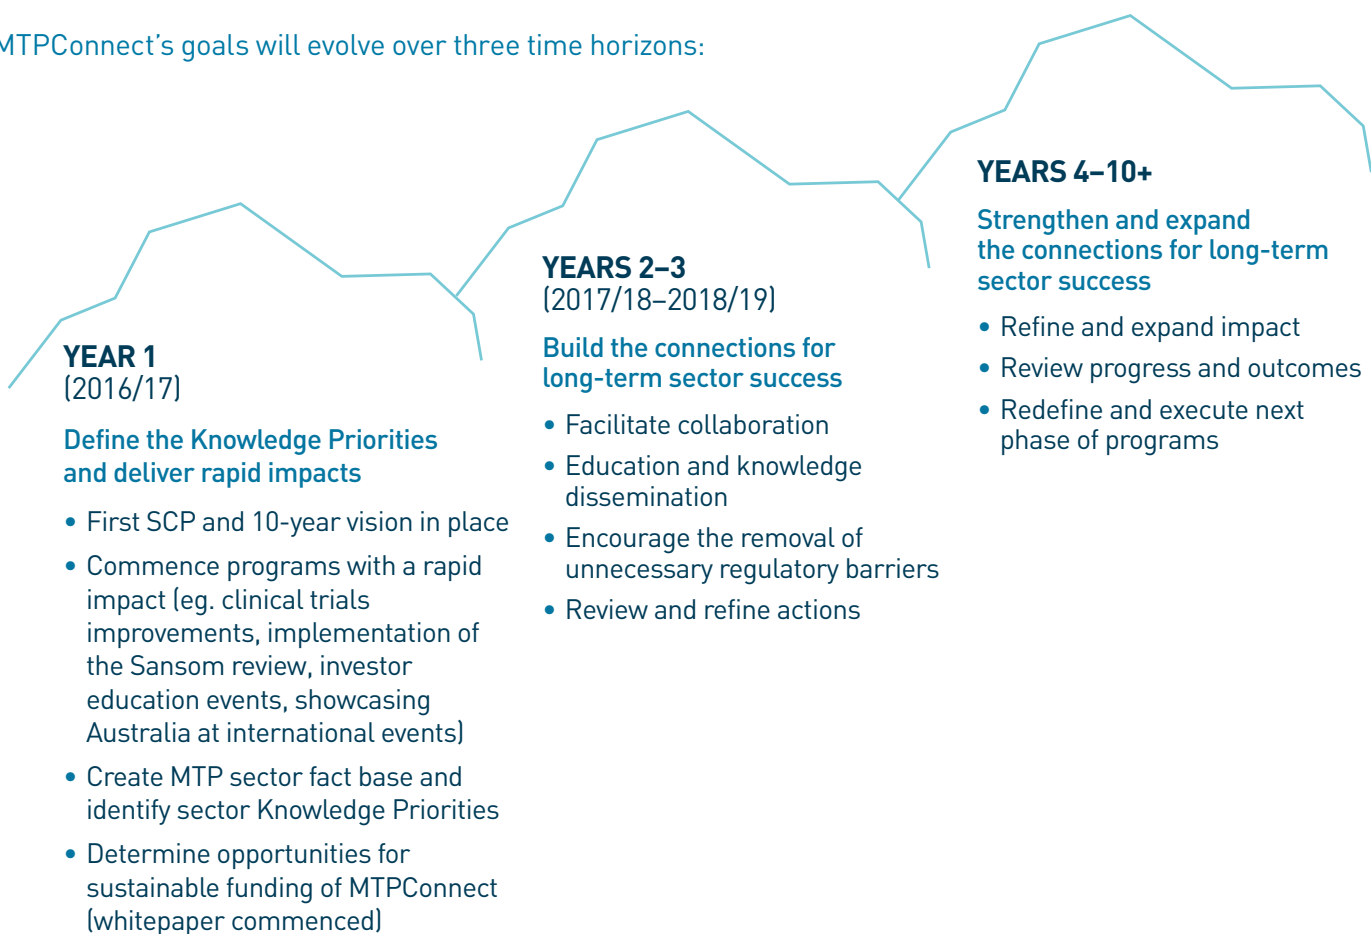 MTPConnect’s goals will evolve over three time horizons:
YEAR 1
(2016/17)
Define the Knowledge Priorities
and deliver rapid impacts
• First SCP and 10-year vision in place
• Commence programs with a rapid
impact (eg. clinical trials
improvements, implementation of
the Sansom review, investor
education events, showcasing
Australia at international events)
• Create MTP sector fact base and
identify sector Knowledge Priorities
• Determine opportunities for
sustainable funding of MTPConnect
(whitepaper commenced)
YEARS 2–3
(2017/18–2018/19)
Build the connections for
long-term sector success
• Facilitate collaboration
• Education and knowledge
dissemination
• Encourage the removal of
unnecessary regulatory barriers
• Review and refine actions
YEARS 4–10+
Strengthen and expand
the connections for long-term
sector success
• Refine and expand impact
• Review progress and outcomes
• Redefine and execute next
phase of programs